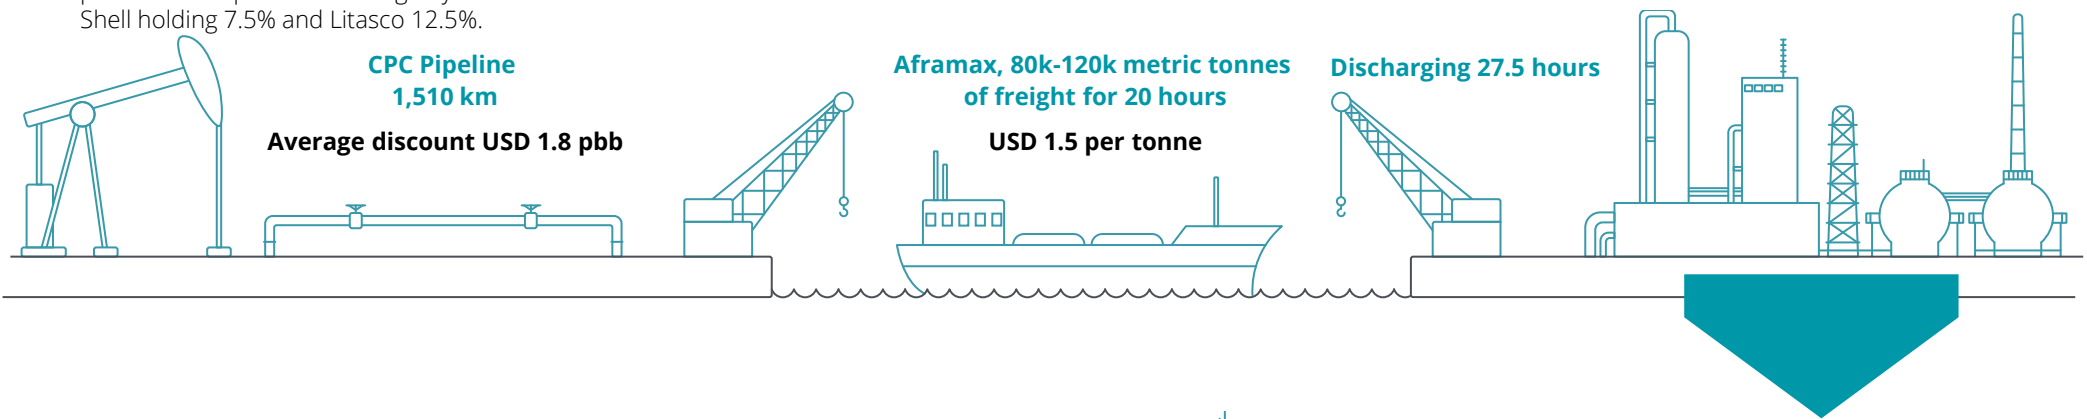 Shell holding 7.5% and Litasco 12.5%.
CPC Pipeline
1,510 km
Average discount USD 1.8 pbb
Aframax, 80k-120k metric tonnes
of freight for 20 hours
USD 1.5 per tonne
Discharging 27.5 hours